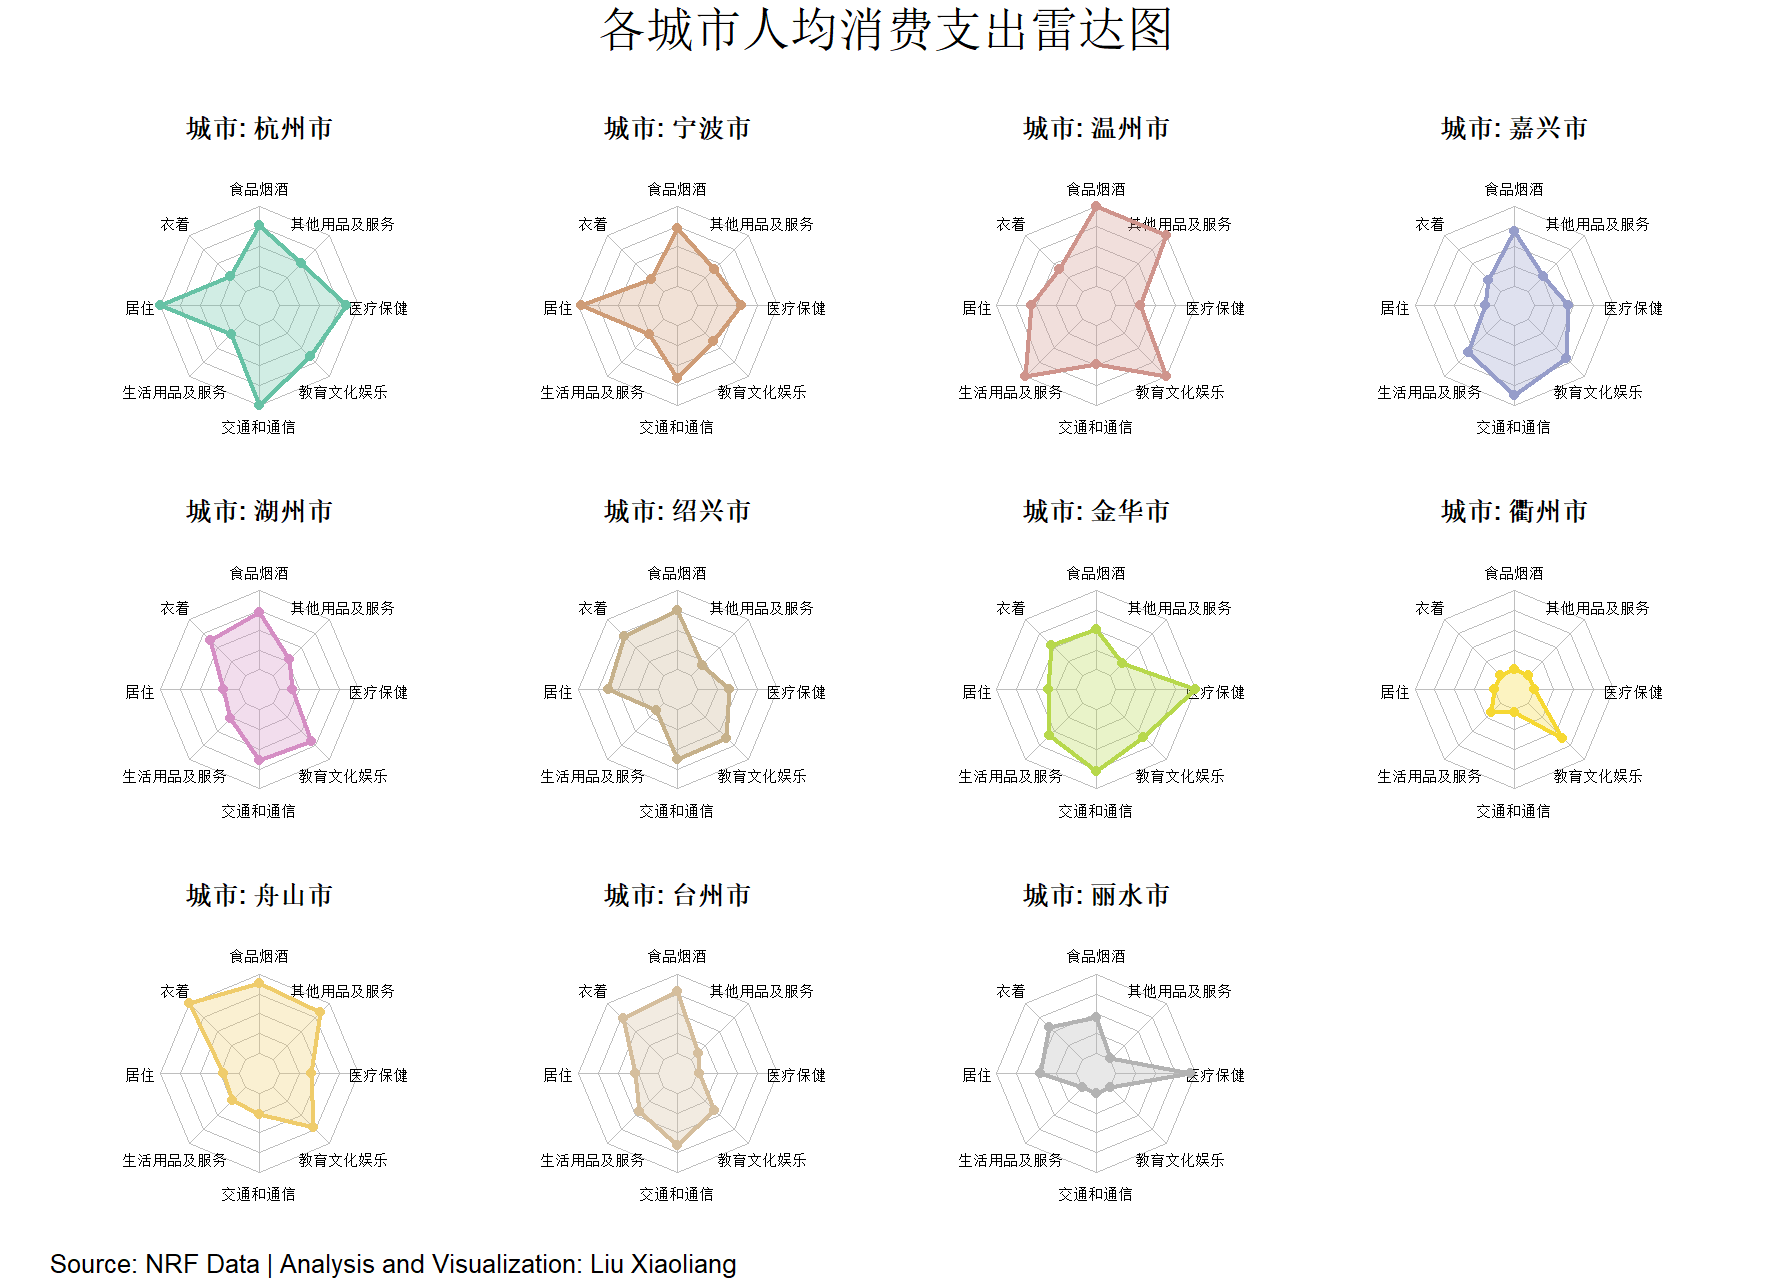 各城市人均消费支出雷达图
城市: 杭州市
食品烟酒
衣着
其他用品及服务
居住
医疗保健
生活用品及服务
教育文化娱乐
交通和通信
城市: 宁波市
食品烟酒
衣着
其他用品及服务
居住
医疗保健
生活用品及服务
教育文化娱乐
交通和通信
城市: 温州市
食品烟酒
衣着
其他用品及服务
居住
医疗保健
生活用品及服务
教育文化娱乐
交通和通信
城市: 嘉兴市
食品烟酒
衣着
其他用品及服务
居住
医疗保健
生活用品及服务
教育文化娱乐
交通和通信
城市: 湖州市
食品烟酒
衣着
其他用品及服务
居住
医疗保健
生活用品及服务
教育文化娱乐
交通和通信
城市: 绍兴市
食品烟酒
衣着
其他用品及服务
居住
医疗保健
生活用品及服务
教育文化娱乐
交通和通信
城市: 金华市
食品烟酒
衣着
其他用品及服务
居住
医疗保健
生活用品及服务
教育文化娱乐
交通和通信
城市: 衢州市
食品烟酒
衣着
其他用品及服务
居住
医疗保健
生活用品及服务
教育文化娱乐
交通和通信
城市: 舟山市
食品烟酒
衣着
其他用品及服务
居住
医疗保健
生活用品及服务
教育文化娱乐
交通和通信
城市: 台州市
食品烟酒
衣着
其他用品及服务
居住
医疗保健
生活用品及服务
教育文化娱乐
交通和通信
城市: 丽水市
食品烟酒
衣着
其他用品及服务
居住
医疗保健
生活用品及服务
教育文化娱乐
交通和通信
Source: NRF Data | Analysis and Visualization: Liu Xiaoliang